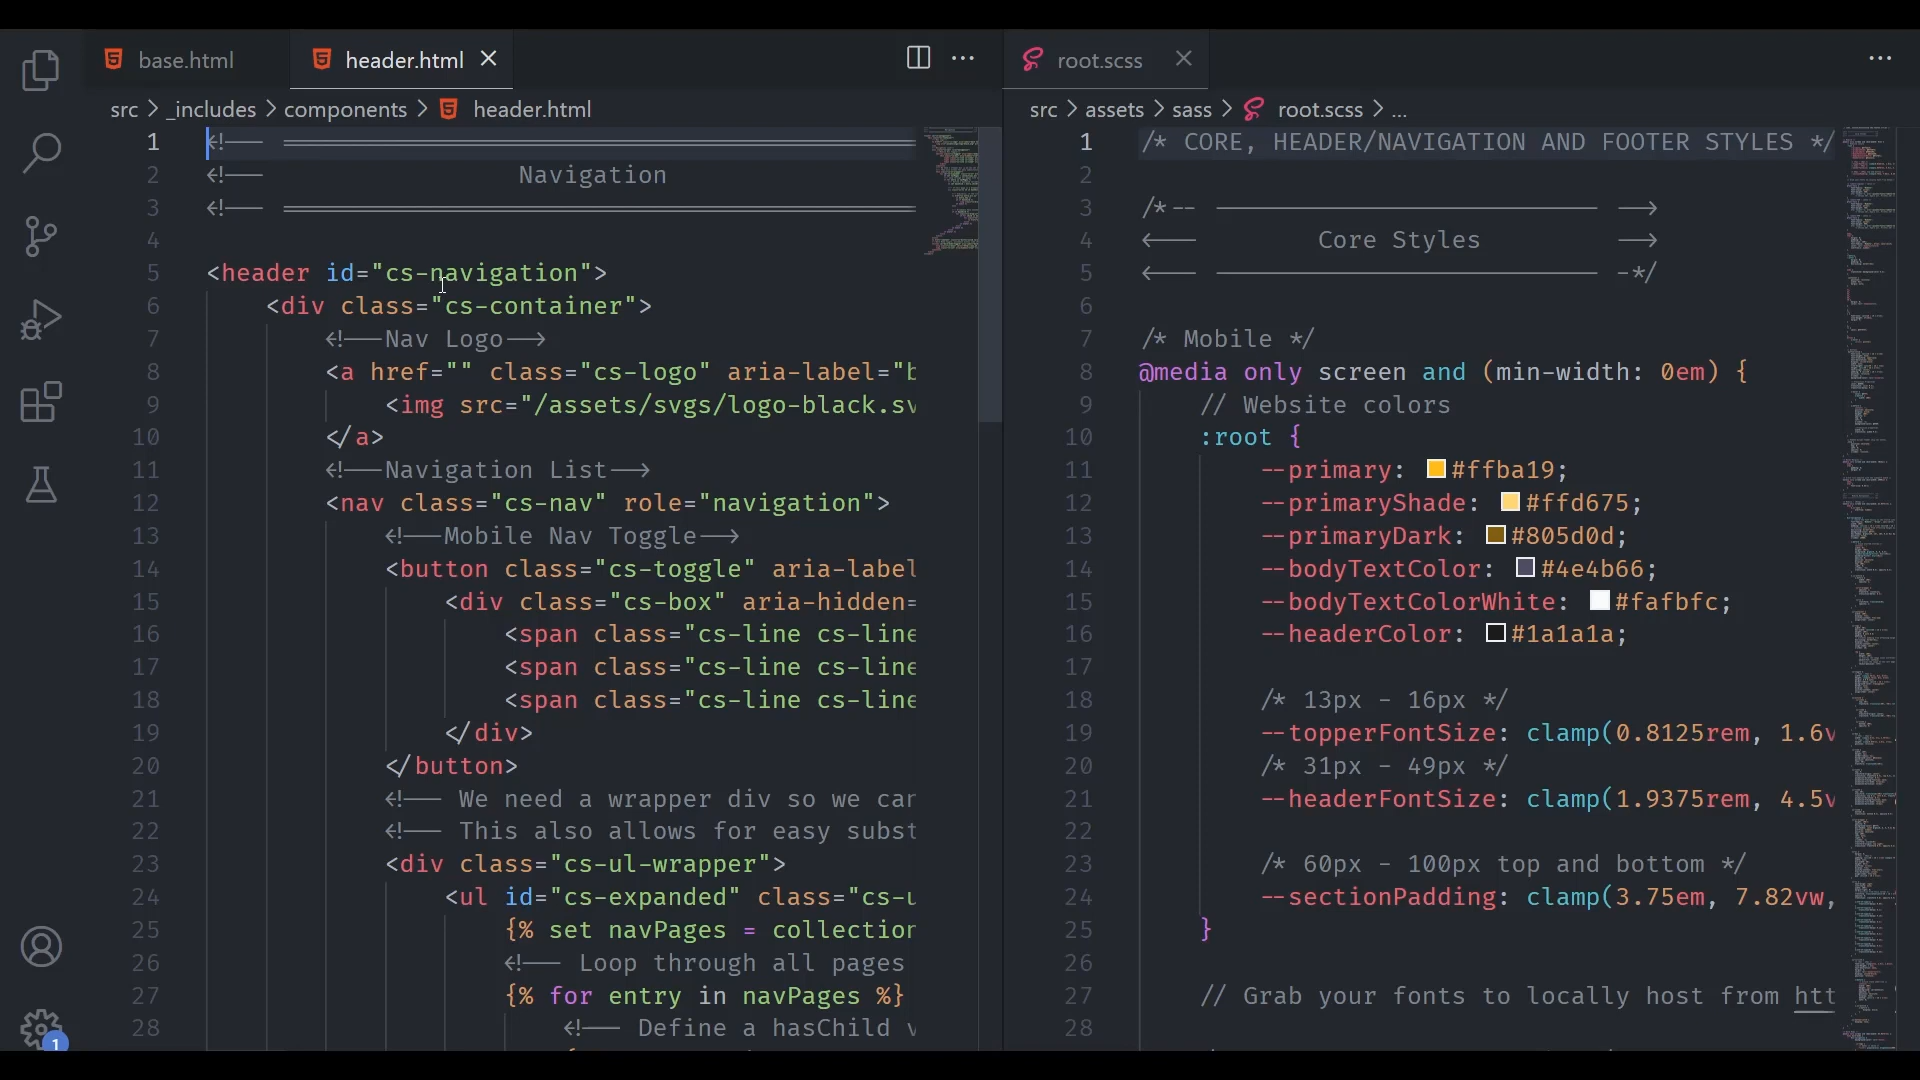 base.html
header.html
src > _includes > components > header.html
1 <!-- ============================================
2 <!-- Navigation
3 <!-- ============================================
4
5 <header id="cs-navigation">
6 <div class="cs-container">
7 <!--Nav Logo-->
8 <a href="" class="cs-logo" aria-label="b
9 <img src="/assets/svgs/logo-black.sv
10 </a>
11 <!--Navigation List-->
12 <nav class="cs-nav" role="navigation">
13 <!--Mobile Nav Toggle-->
14 <button class="cs-toggle" aria-label
15 <div class="cs-box" aria-hidden=
16 <span class="cs-line cs-line
17 <span class="cs-line cs-line
18 <span class="cs-line cs-line
19 </div>
20 </button>
21 <!-- We need a wrapper div so we can
22 <!-- This also allows for easy subst
23 <div class="cs-ul-wrapper">
24 <ul id="cs-expanded" class="cs-u
25 {% set navPages = collection
26 <!-- Loop through all pages
27 {% for entry in navPages %}
28 <!-- Define a hasChild v
1
root.scss
src > assets > sass > root.scss > ...
1 /* CORE, HEADER/NAVIGATION AND FOOTER STYLES */
2
3 /*-- -------------------------- -->
4 <--- Core Styles -->
5 <--- -------------------------- -*/
6
7 /* Mobile */
8 @media only screen and (min-width: 0em) {
9 // Website colors
10 :root {
11 --primary: #ffba19;
12 --primaryShade: #ffd675;
13 --primaryDark: #805d0d;
14 --bodyTextColor: #4e4b66;
15 --bodyTextColorWhite: #fafbfc;
16 --headerColor: #1a1a1a;
17
18 /* 13px - 16px */
19 --topperFontSize: clamp(0.8125rem, 1.6v
20 /* 31px - 49px */
21 --headerFontSize: clamp(1.9375rem, 4.5v
22
23 /* 60px - 100px top and bottom */
24 --sectionPadding: clamp(3.75em, 7.82vw,
25 }
26
27 // Grab your fonts to locally host from htt
28